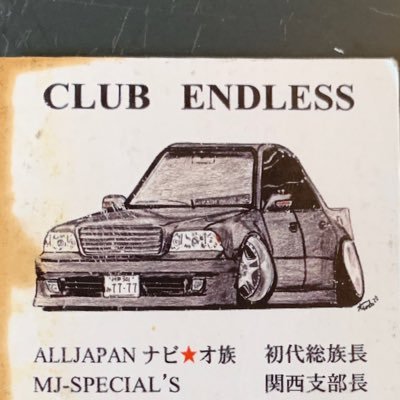 CLUB ENDLESS
77-77
ALLJAPAN ナビ★オ族 初代総族長
MJ-SPECIAL'S 関西支部長